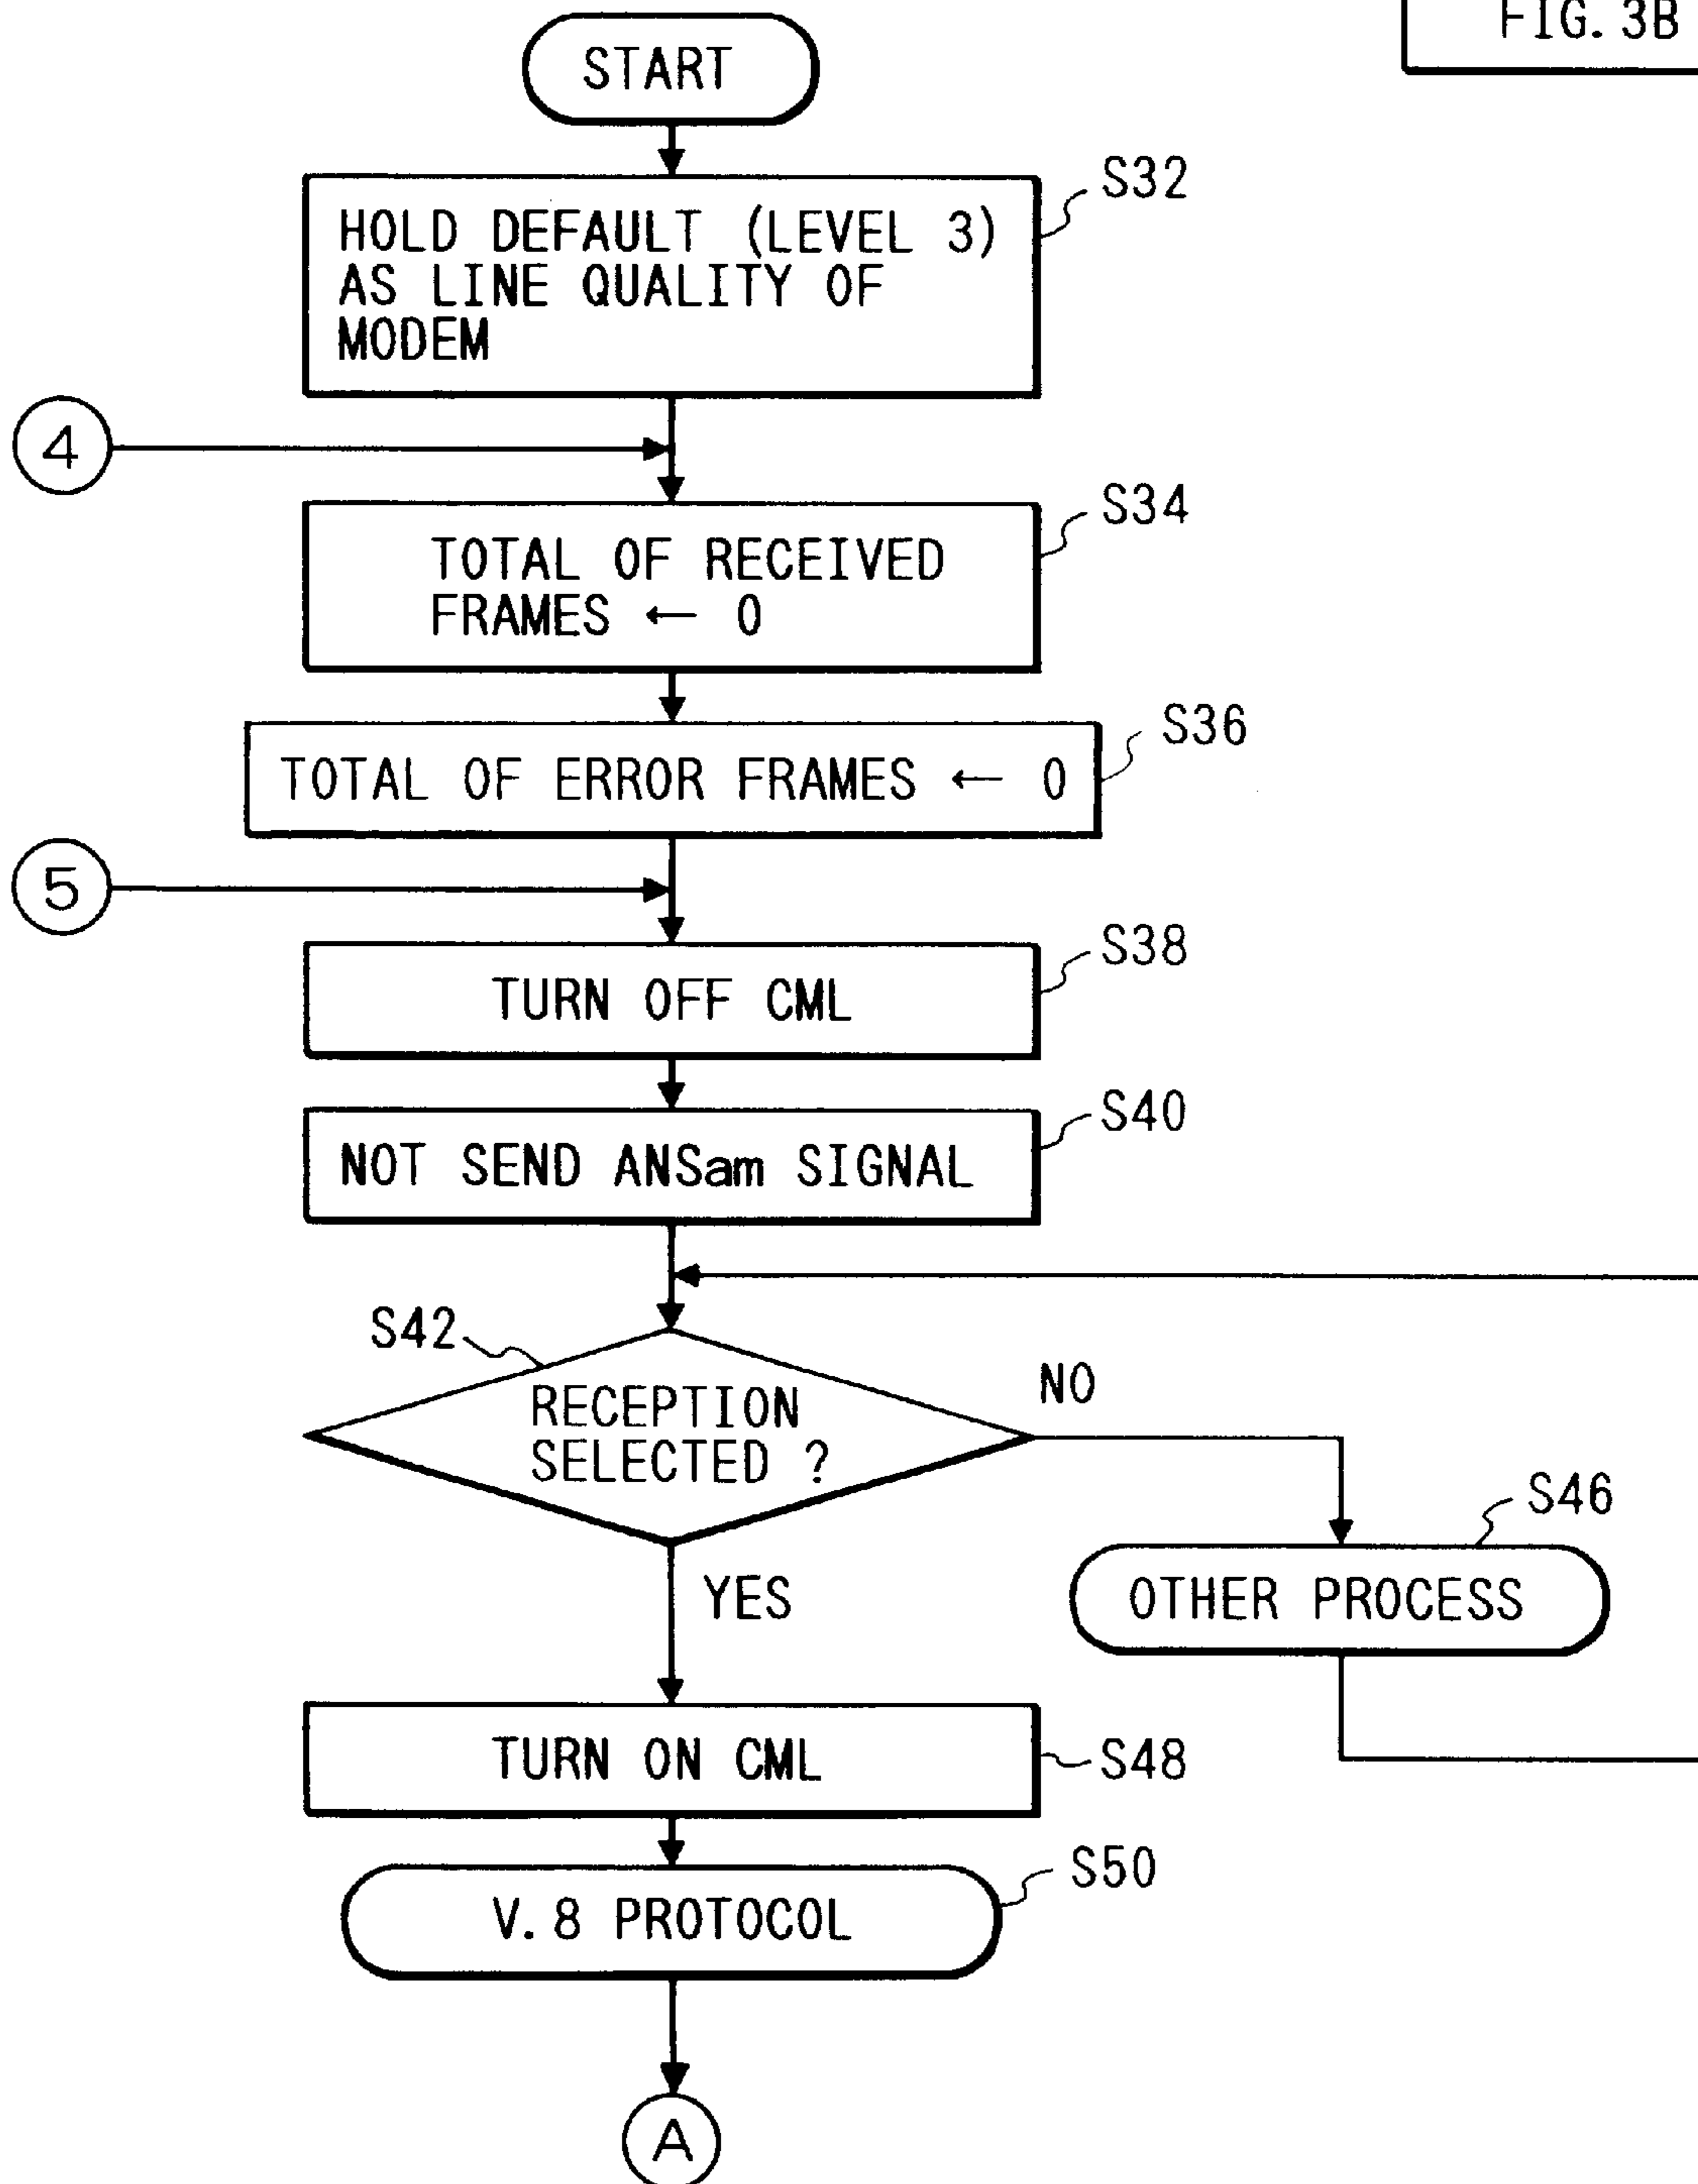 FIG. 3B
START
S32
HOLD DEFAULT (LEVEL 3)
AS LINE QUALITY OF
MODEM
4
S34
TOTAL OF RECEIVED
FRAMES ← 0
S36
TOTAL OF ERROR FRAMES ← 0
5
S38
TURN OFF CML
S40
NOT SEND ANSam SIGNAL
S42
RECEPTION
SELECTED ?
NO
S46
OTHER PROCESS
YES
TURN ON CML
S48
S50
V. 8 PROTOCOL
A